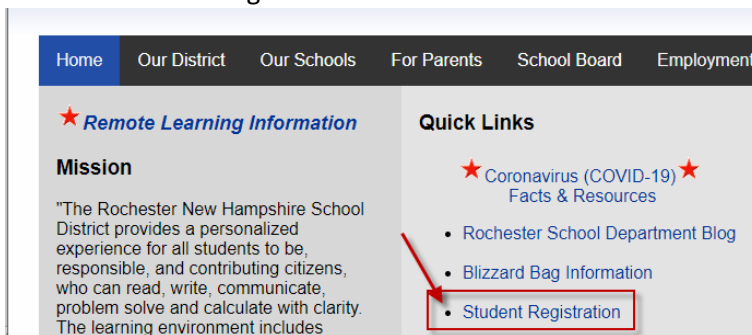 Home Our District Our Schools For Parents School Board Employment
Remote Learning Information
Mission
"The Rochester New Hampshire School
District provides a personalized
experience for all students to be,
responsible, and contributing citizens,
who can read, write, communicate,
problem solve and calculate with clarity.
The learning environment includes
Quick Links
Coronavirus (COVID-19)
Facts & Resources
• Rochester School Department Blog
• Blizzard Bag Information
• Student Registration